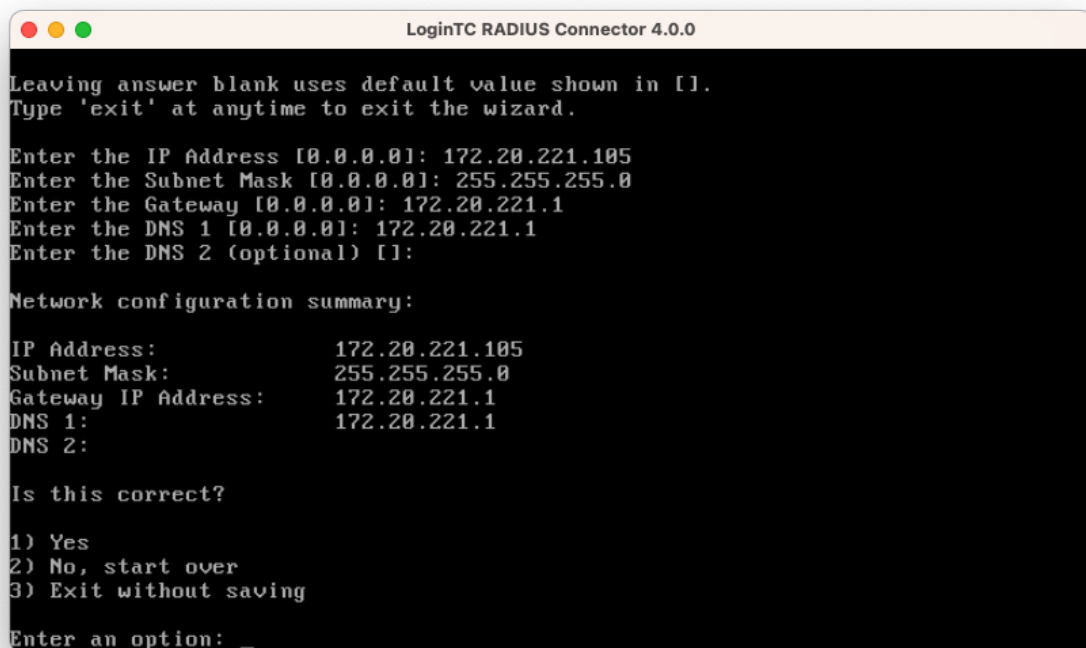 LoginTC RADIUS Connector 4.0.0
Leaving answer blank uses default value shown in [].
Type 'exit' at anytime to exit the wizard.
Enter the IP Address [0.0.0.0]: 172.20.221.105
Enter the Subnet Mask [0.0.0.0]: 255.255.255.0
Enter the Gateway [0.0.0.0]: 172.20.221.1
Enter the DNS 1 [0.0.0.0]: 172.20.221.1
Enter the DNS 2 (optional) []:
Network configuration summary:
IP Address: 172.20.221.105
Subnet Mask: 255.255.255.0
Gateway IP Address: 172.20.221.1
DNS 1: 172.20.221.1
DNS 2:
Is this correct?
1) Yes
2) No, start over
3) Exit without saving
Enter an option: _